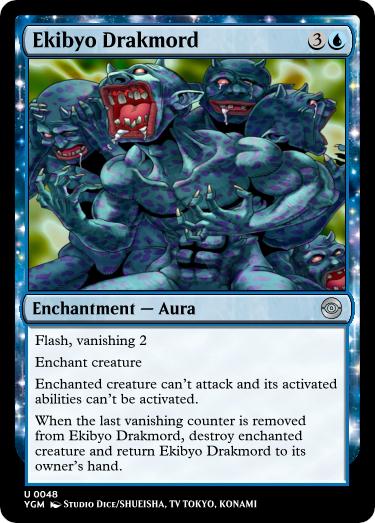 Ekibyo Drakmord 3
Enchantment — Aura
Flash, vanishing 2
Enchant creature
Enchanted creature can't attack and its activated
abilities can't be activated.
When the last vanishing counter is removed
from Ekibyo Drakmord, destroy enchanted
creature and return Ekibyo Drakmord to its
owner's hand.
U 0048
YGM Studio Dice/SHUEISHA, TV TOKYO, KONAMI